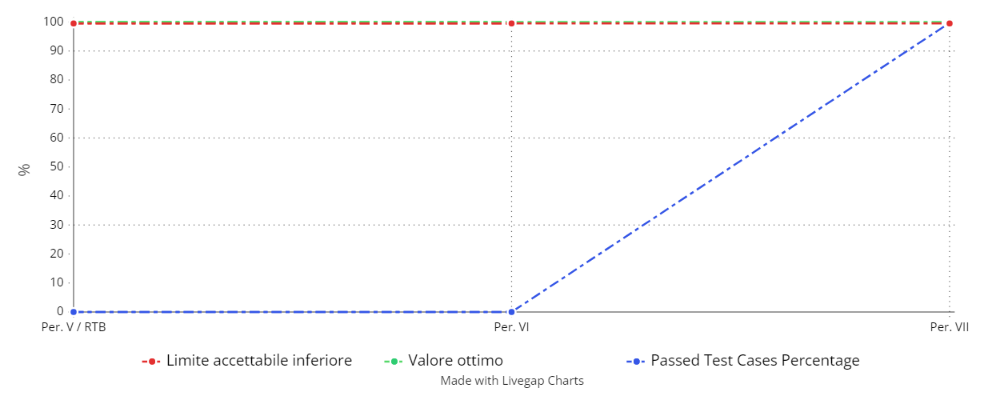 100
90
80
70
60
50
40
30
20
10
0
%
Per. V / RTB
Per. VI
Per. VII
Limite accettabile inferiore
Valore ottimo
Passed Test Cases Percentage
Made with Livegap Charts